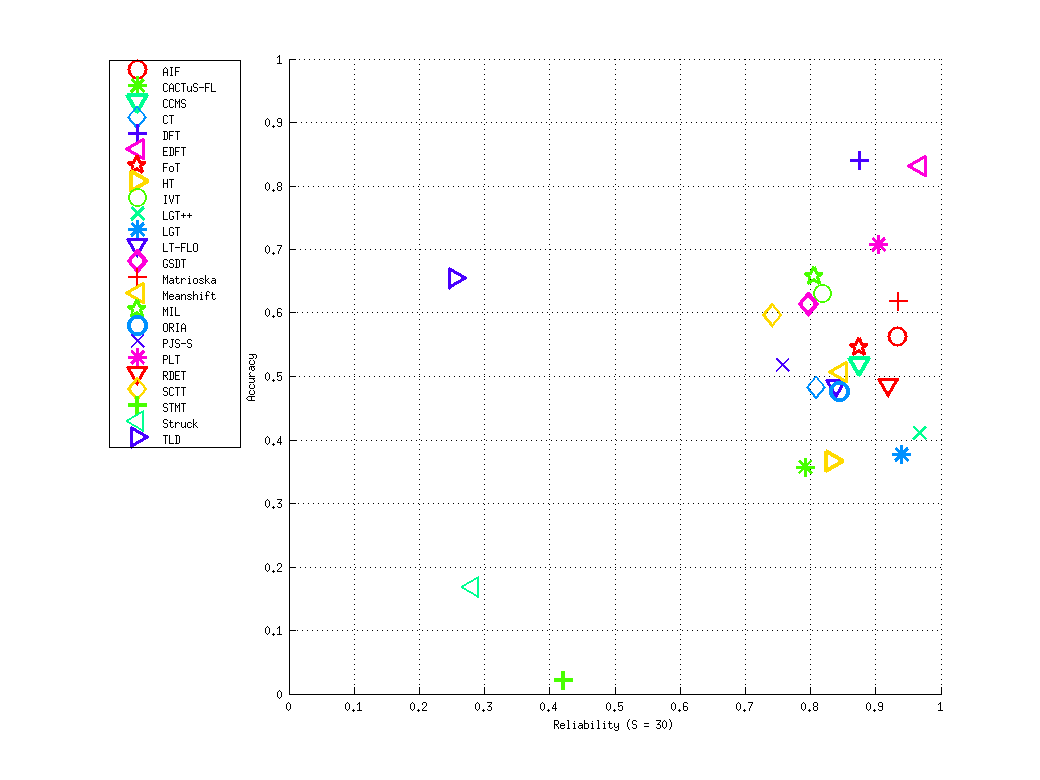 AIF
CACTuS-FL
CCMS
CT
DFT
EDFT
FoT
HT
IVT
LGT++
LGT
LT-FLO
GSDT
Matrioska
Meanshift
MIL
ORIA
PJS-S
PLT
RDET
SCTT
STMT
Struck
TLD
1
0.9
0.8
0.7
0.6
0.5
0.4
0.3
0.2
0.1
0
Accuracy
0 0.1 0.2 0.3 0.4 0.5 0.6 0.7 0.8 0.9 1
Reliability (S = 30)